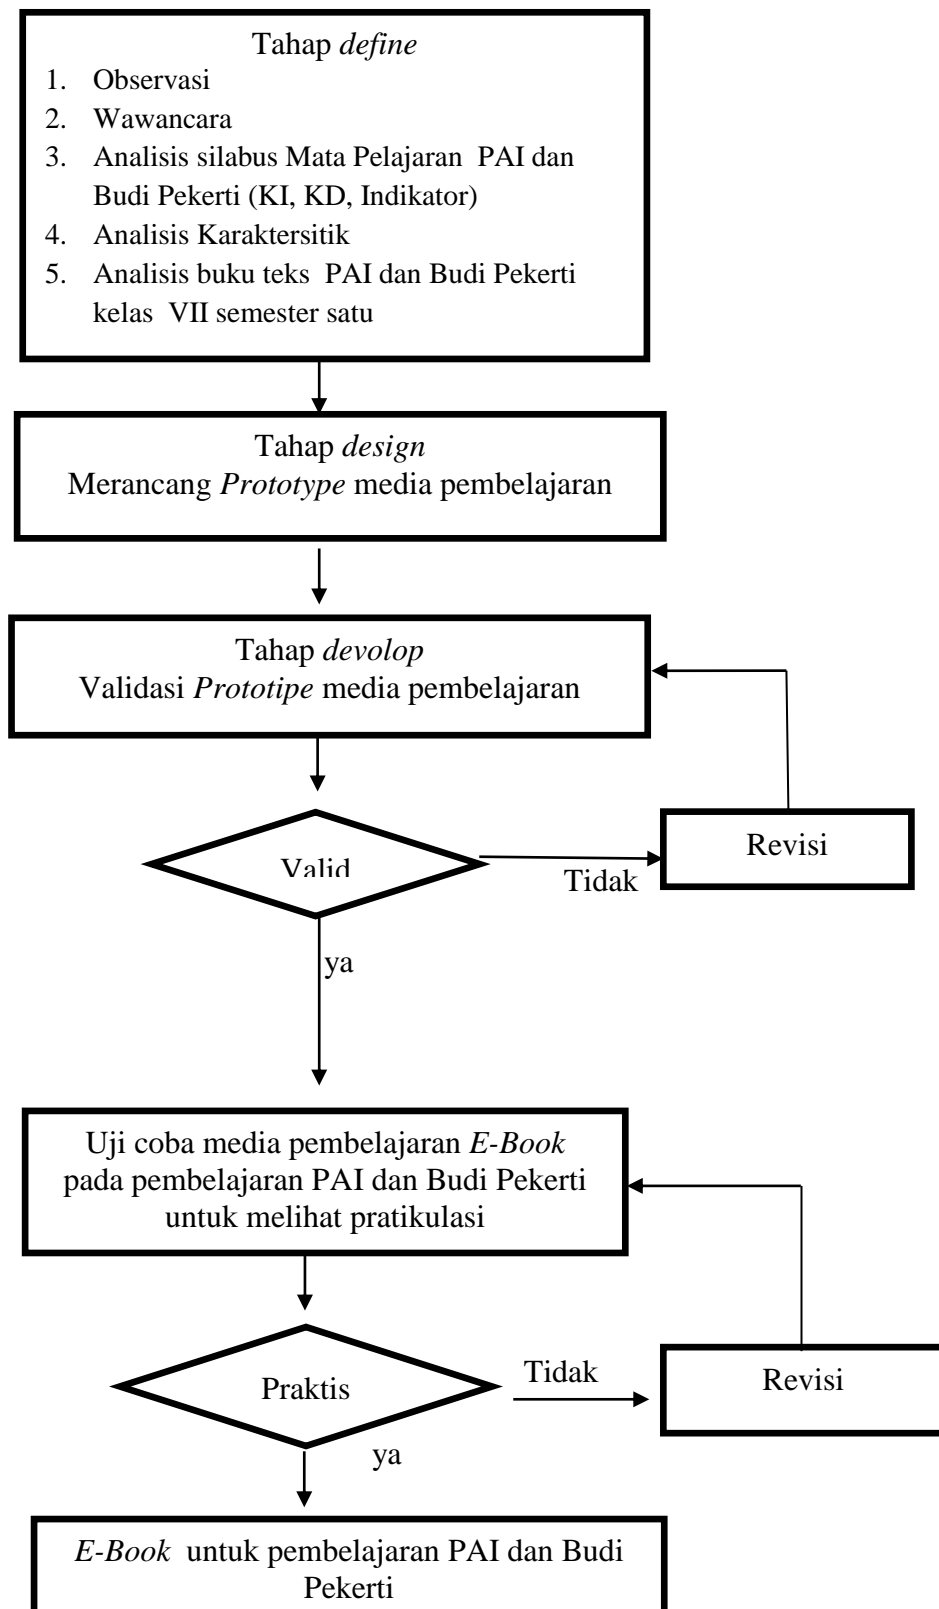 Tahap define
1. Observasi
2. Wawancara
3. Analisis silabus Mata Pelajaran PAI dan
Budi Pekerti (KI, KD, Indikator)
4. Analisis Karaktersitik
5. Analisis buku teks PAI dan Budi Pekerti
kelas VII semester satu
Tahap design
Merancang Prototype media pembelajaran
Tahap devolop
Validasi Prototipe media pembelajaran
Valid
Tidak
Revisi
ya
Uji coba media pembelajaran E-Book
pada pembelajaran PAI dan Budi Pekerti
untuk melihat pratikulasi
Praktis
Tidak
Revisi
ya
E-Book untuk pembelajaran PAI dan Budi
Pekerti